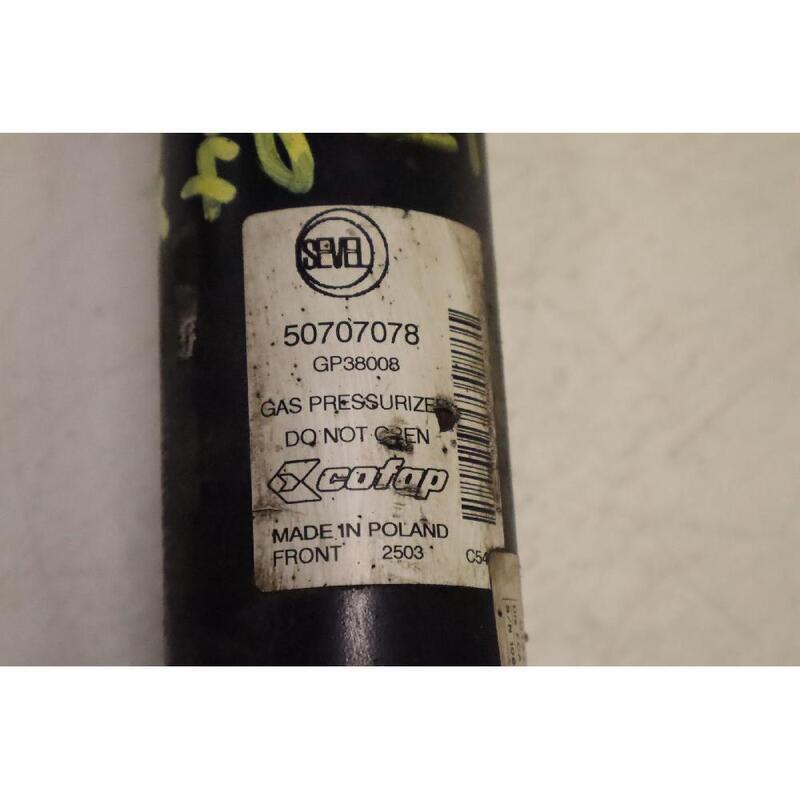 SEVEL
50707078
GP38008
GAS PRESSURIZE
DO NOT OPEN
cofap
MADE IN POLAND
FRONT 2503 C54